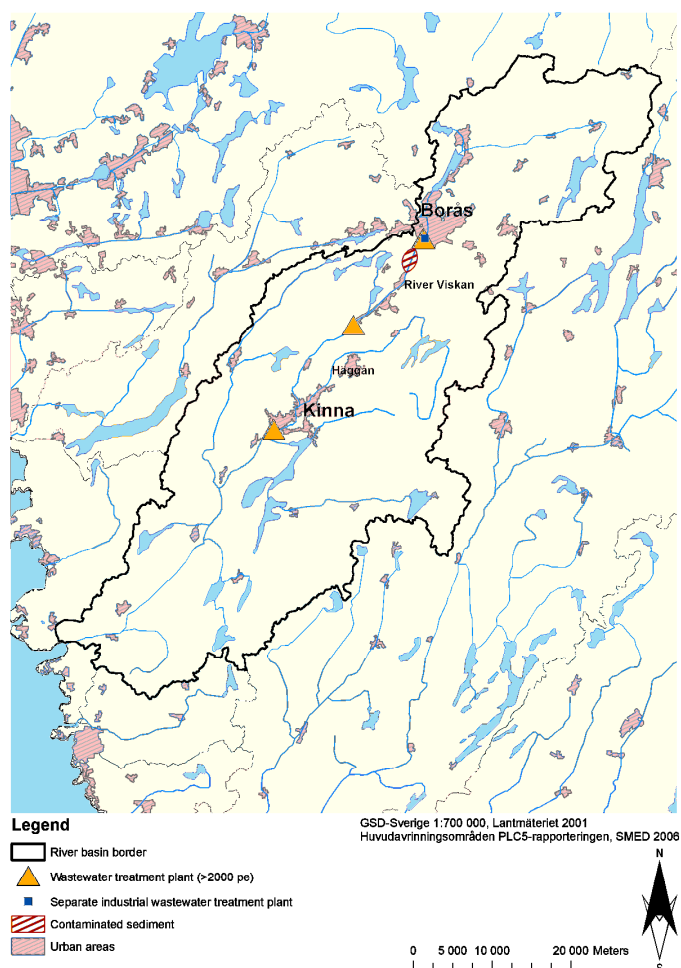 Borås
River Viskan
Häggån
Kinna
Legend
River basin border
Wastewater treatment plant (>2000 pe)
Separate industrial wastewater treatment plant
Contaminated sediment
Urban areas
GSD-Sverige 1:700 000, Lantmäteriet 2001
Huvudavrinningsområden PLC5-rapporteringen, SMED 2006
N
S
0 5 000 10 000 20 000 Meters